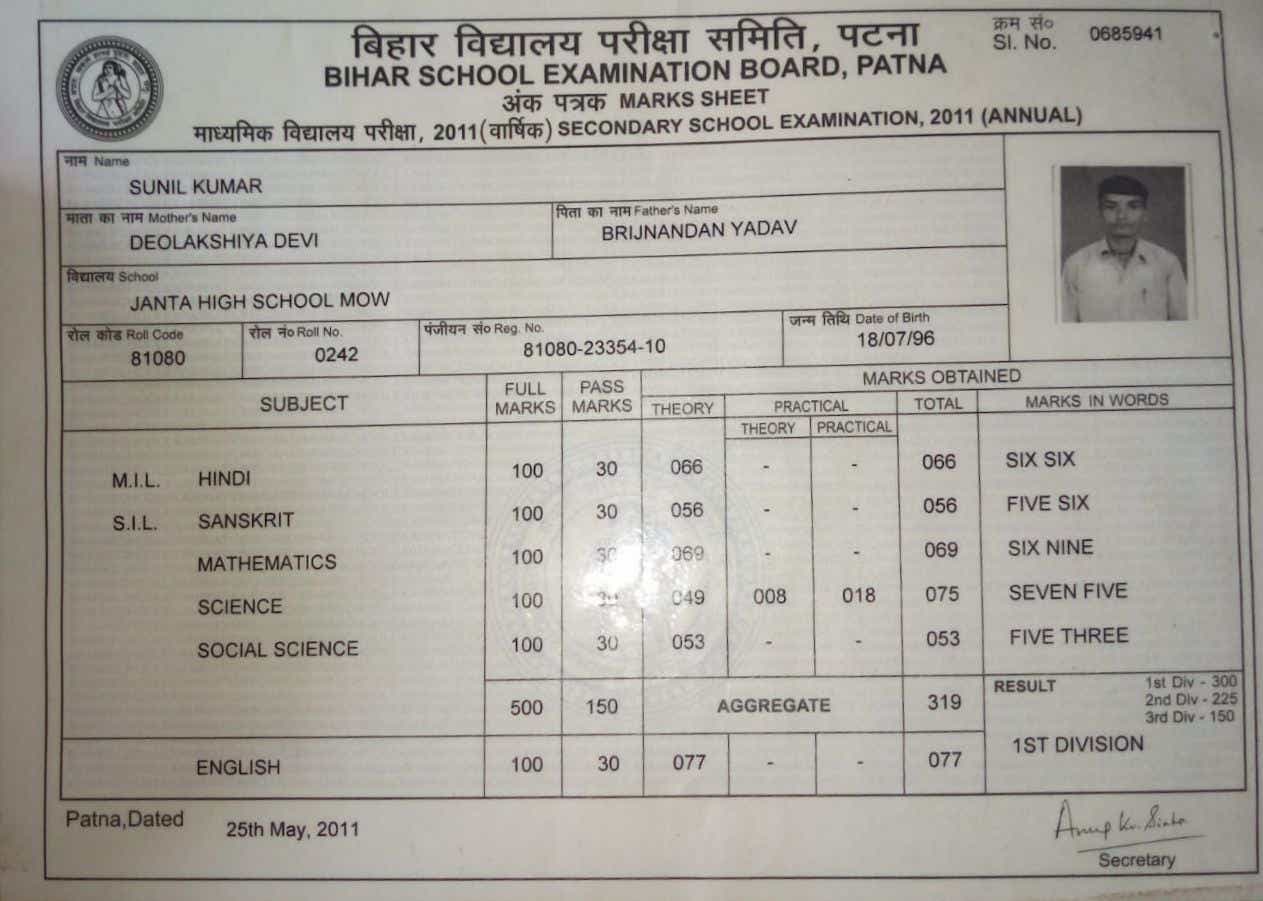 बिहार विद्यालय परीक्षा समिति, पटना
क्रम सं०
Sl. No. 0685941
BIHAR SCHOOL EXAMINATION BOARD, PATNA
अंक पत्रक MARKS SHEET
माध्यमिक विद्यालय परीक्षा, 2011(वार्षिक) SECONDARY SCHOOL EXAMINATION, 2011 (ANNUAL)
नाम Name
SUNIL KUMAR
माता का नाम Mother's Name
DEOLAKSHIYA DEVI
पिता का नाम Father's Name
BRIJNANDAN YADAV
विद्यालय School
JANTA HIGH SCHOOL MOW
रोल कोड Roll Code
81080
रोल नं० Roll No.
0242
पंजीयन सं० Reg. No.
81080-23354-10
जन्म तिथि Date of Birth
18/07/96
SUBJECT
FULL MARKS
PASS MARKS
MARKS OBTAINED
THEORY PRACTICAL TOTAL MARKS IN WORDS
THEORY PRACTICAL
M.I.L. HINDI 100 30 066 - - 066 SIX SIX
S.I.L. SANSKRIT 100 30 056 - - 056 FIVE SIX
MATHEMATICS 100 30 069 - - 069 SIX NINE
SCIENCE 100 30 049 008 018 075 SEVEN FIVE
SOCIAL SCIENCE 100 30 053 - - 053 FIVE THREE
500 150 AGGREGATE 319
RESULT
1st Div - 300
2nd Div - 225
3rd Div - 150
1ST DIVISION
ENGLISH 100 30 077 - - 077
Patna,Dated 25th May, 2011
Anup Kr. Sinha
Secretary